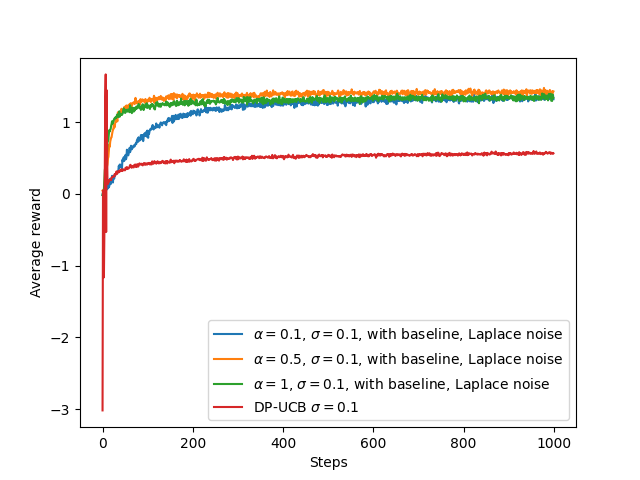 1
0
−1
−2
−3
Average reward
α = 0.1, σ = 0.1, with baseline, Laplace noise
α = 0.5, σ = 0.1, with baseline, Laplace noise
α = 1, σ = 0.1, with baseline, Laplace noise
DP-UCB σ = 0.1
0 200 400 600 800 1000
Steps